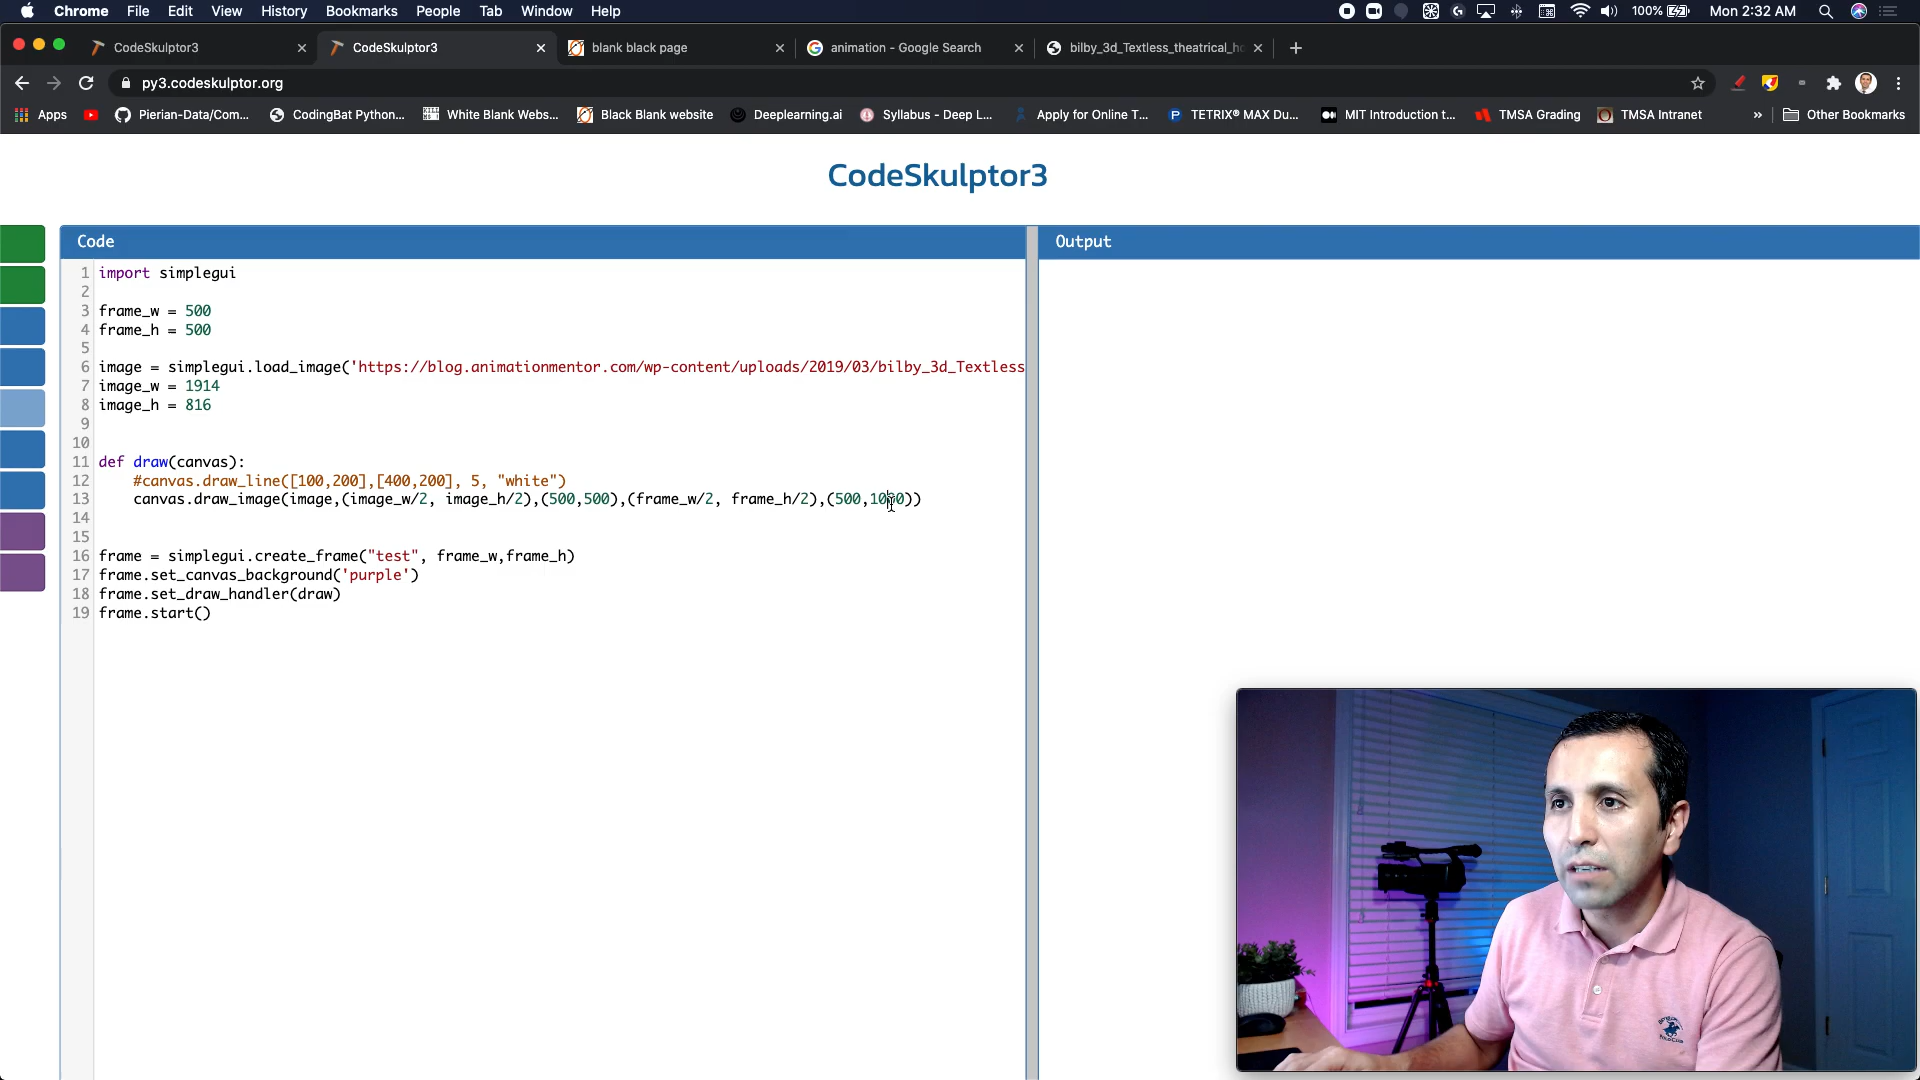 Chrome File Edit View History Bookmarks People Tab Window Help 100% Mon 2:32 AM
CodeSkulptor3 CodeSkulptor3 blank black page animation - Google Search bilby_3d_Textless_theatrical_ho
py3.codeskulptor.org
Apps Pierian-Data/Com... CodingBat Python... White Blank Webs... Black Blank website Deeplearning.ai Syllabus - Deep L... Apply for Online T... TETRIX® MAX Du... MIT Introduction t... TMSA Grading TMSA Intranet » Other Bookmarks
CodeSkulptor3
Code
Output
1 import simplegui
2
3 frame_w = 500
4 frame_h = 500
5
6 image = simplegui.load_image('https://blog.animationmentor.com/wp-content/uploads/2019/03/bilby_3d_Textless
7 image_w = 1914
8 image_h = 816
9
10
11 def draw(canvas):
12 #canvas.draw_line([100,200],[400,200], 5, "white")
13 canvas.draw_image(image,(image_w/2, image_h/2),(500,500),(frame_w/2, frame_h/2),(500,1000))
14
15
16 frame = simplegui.create_frame("test", frame_w,frame_h)
17 frame.set_canvas_background('purple')
18 frame.set_draw_handler(draw)
19 frame.start()